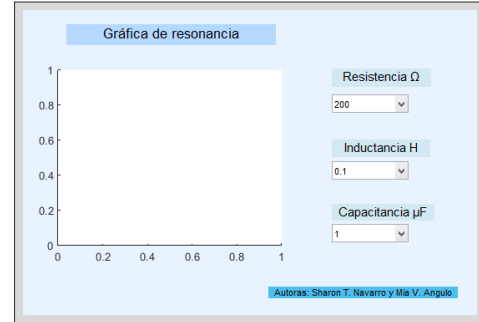 Gráfica de resonancia
1
0.8
0.6
0.4
0.2
0
0 0.2 0.4 0.6 0.8 1
Resistencia Ω
200
Inductancia H
0.1
Capacitancia µF
1
Autoras: Sharon T. Navarro y Mia V. Angulo